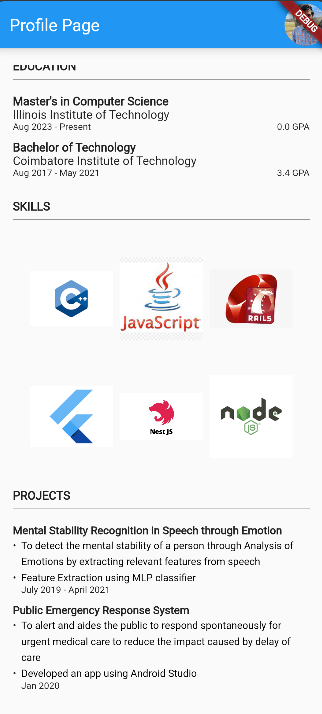 Profile Page
DEBUG
EDUCATION
Master's in Computer Science
Illinois Institute of Technology
Aug 2023 - Present 0.0 GPA
Bachelor of Technology
Coimbatore Institute of Technology
Aug 2017 - May 2021 3.4 GPA
SKILLS
C++
JavaScript
RAILS
Nest JS
node
JS
PROJECTS
Mental Stability Recognition in Speech through Emotion
• To detect the mental stability of a person through Analysis of
Emotions by extracting relevant features from speech
• Feature Extraction using MLP classifier
July 2019 - April 2021
Public Emergency Response System
• To alert and aides the public to respond spontaneously for
urgent medical care to reduce the impact caused by delay of
care
• Developed an app using Android Studio
Jan 2020